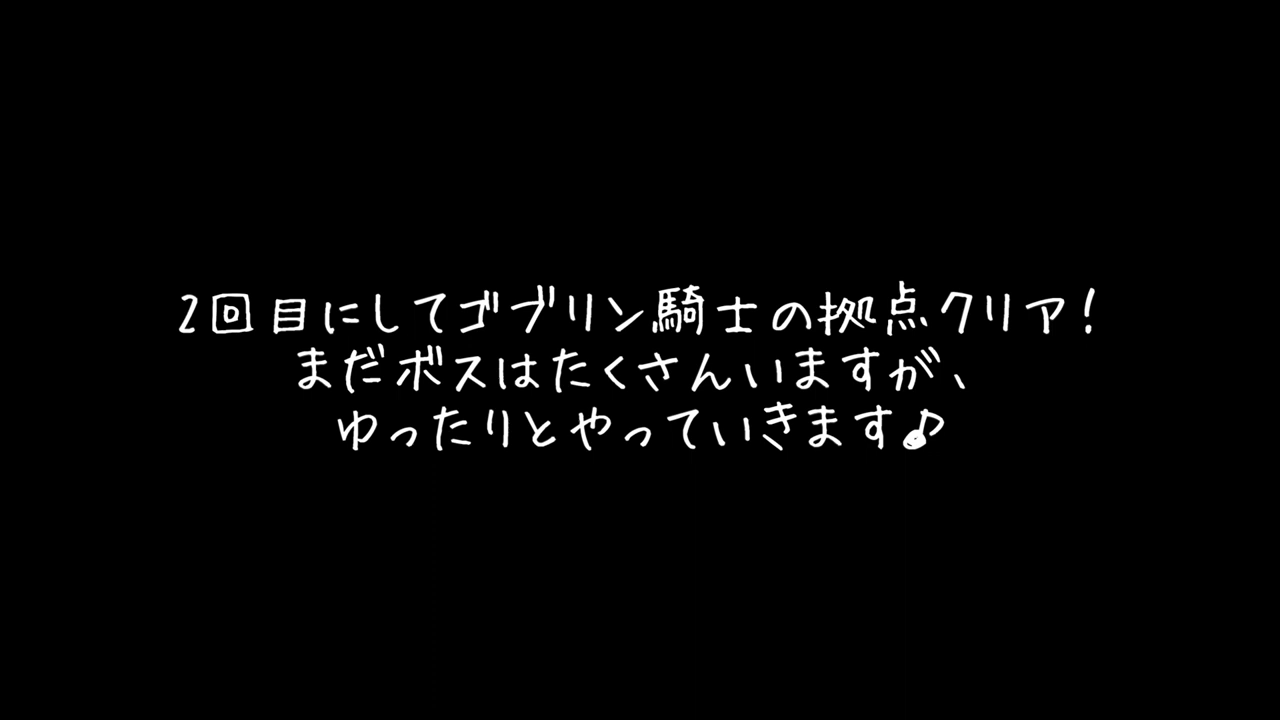 2回目にしてゴブリン騎士の拠点クリア!
まだボスはたくさんいますが、
ゆったりとやっていきます♪